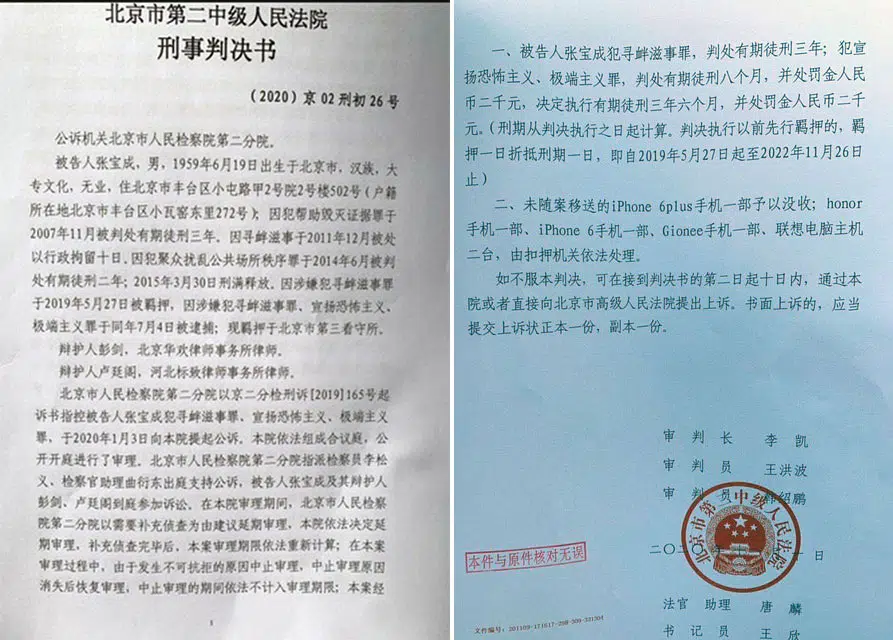 北京市第二中级人民法院
刑事判决书
（2020）京 02 刑初 26 号
公诉机关北京市人民检察院第二分院。
被告人张宝成，男，1959年6月19日出生于北京市，汉族，大
专文化，无业，住北京市丰台区小屯路甲2号院2号楼502号（户籍
所在地北京市丰台区小瓦窑东里272号）；因犯帮助毁灭证据罪于
2007年11月被判处有期徒刑三年。因寻衅滋事于2011年12月被处
以行政拘留十日。因犯聚众扰乱公共场所秩序罪于2014年6月被判
处有期徒刑二年；2015年3月30日刑满释放。因涉嫌犯寻衅滋事罪
于2019年5月27日被羁押，因涉嫌犯寻衅滋事罪、宣扬恐怖主义、
极端主义罪于同年7月4日被逮捕；现羁押于北京市第三看守所。
辩护人彭剑，北京华欢律师事务所律师。
辩护人卢廷阁，河北标致律师事务所律师。
北京市人民检察院第二分院以京二分检刑诉[2019]165号起
诉书指控被告人张宝成犯寻衅滋事罪、宣扬恐怖主义、极端主义
罪，于2020年1月3日向本院提起公诉。本院依法组成合议庭，公
开开庭进行了审理。北京市人民检察院第二分院指派检察员李松
义、检察官助理曲衍东出庭支持公诉，被告人张宝成及其辩护人
彭剑、卢廷阁到庭参加诉讼。在本院审理期间，北京市人民检察
院第二分院以需要补充侦查为由建议延期审理，本院依法决定延
期审理，补充侦查完毕后，本案审理期限依法重新计算；在本案
审理过程中，由于发生不可抗拒的原因中止审理，中止审理原因
消失后恢复审理，中止审理的期间依法不计入审理期限；本案经
1
一、被告人张宝成犯寻衅滋事罪，判处有期徒刑三年；犯宣
扬恐怖主义、极端主义罪，判处有期徒刑八个月，并处罚金人民
币二千元，决定执行有期徒刑三年六个月，并处罚金人民币二千
元。（刑期从判决执行之日起计算。判决执行以前先行羁押的，羁
押一日折抵刑期一日，即自2019年5月27日起至2022年11月26日
止）
二、未随案移送的iPhone 6plus手机一部予以没收；honor
手机一部、iPhone 6手机一部、Gionee手机一部、联想电脑主机
二台，由扣押机关依法处理。
如不服本判决，可在接到判决书的第二日起十日内，通过本
院或者直接向北京市高级人民法院提出上诉。书面上诉的，应当
提交上诉状正本一份，副本一份。
审 判 长 李 凯
审 判 员 王洪波
审 判 员 绍鹏
北京市第二中级人民法院
二〇二〇年 日
本件与原件核对无误
法官 助理 唐 麟
书 记 员 王 欣
文件编号：